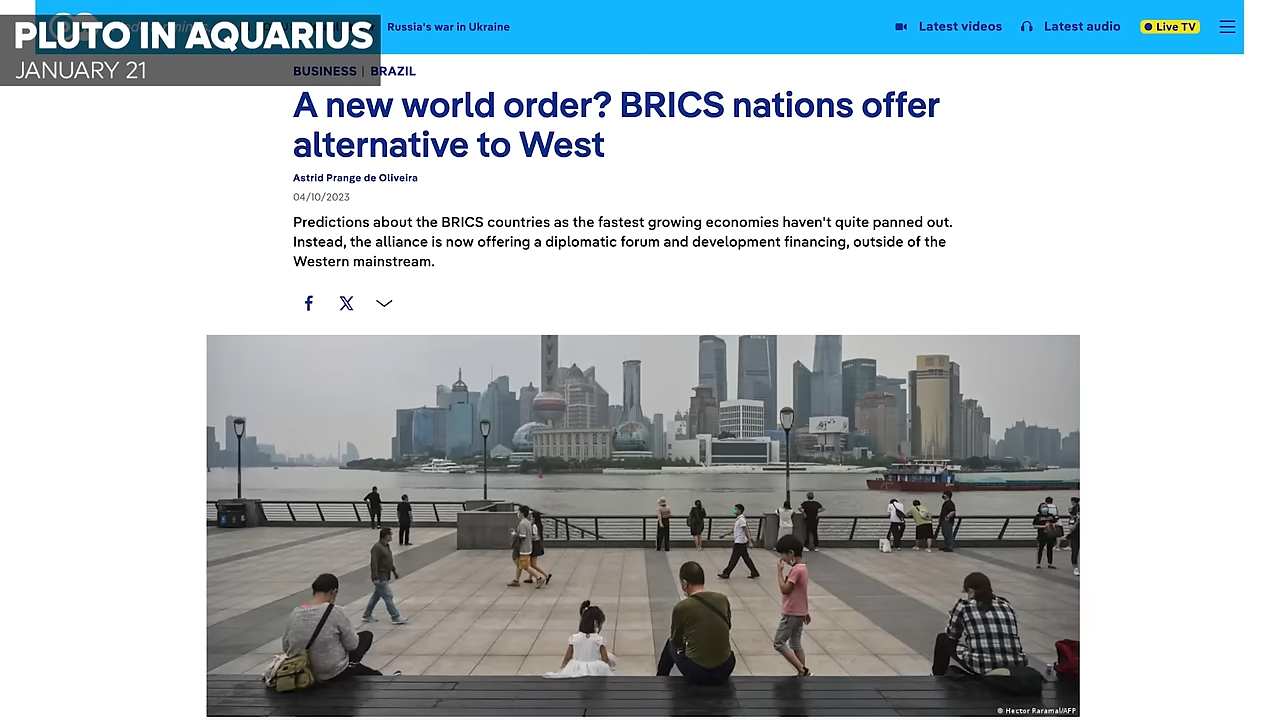 PLUTO IN AQUARIUS
JANUARY 21
Russia's war in Ukraine
Latest videos
Latest audio
Live TV
BUSINESS | BRAZIL
A new world order? BRICS nations offer
alternative to West
Astrid Prange de Oliveira
04/10/2023
Predictions about the BRICS countries as the fastest growing economies haven't quite panned out.
Instead, the alliance is now offering a diplomatic forum and development financing, outside of the
Western mainstream.
© Hector Raramal/AFP